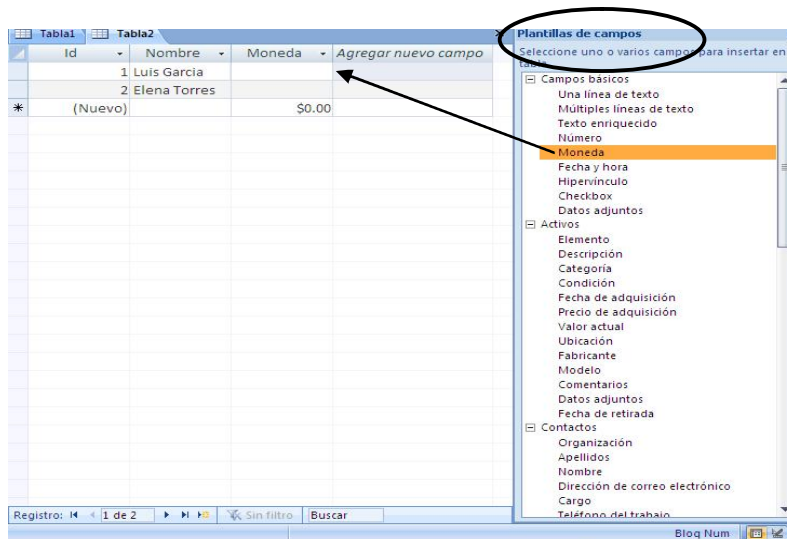 Tabla1 Tabla2
Id Nombre Moneda Agregar nuevo campo
1 Luis Garcia
2 Elena Torres
* (Nuevo) $0.00
Registro: 1 de 2 Sin filtro Buscar
Plantillas de campos
Seleccione uno o varios campos para insertar en
tabla.
Campos básicos
Una línea de texto
Múltiples líneas de texto
Texto enriquecido
Número
Moneda
Fecha y hora
Hipervínculo
Checkbox
Datos adjuntos
Activos
Elemento
Descripción
Categoría
Condición
Fecha de adquisición
Precio de adquisición
Valor actual
Ubicación
Fabricante
Modelo
Comentarios
Datos adjuntos
Fecha de retirada
Contactos
Organización
Apellidos
Nombre
Dirección de correo electrónico
Cargo
Teléfono del trabajo
Bloq Num